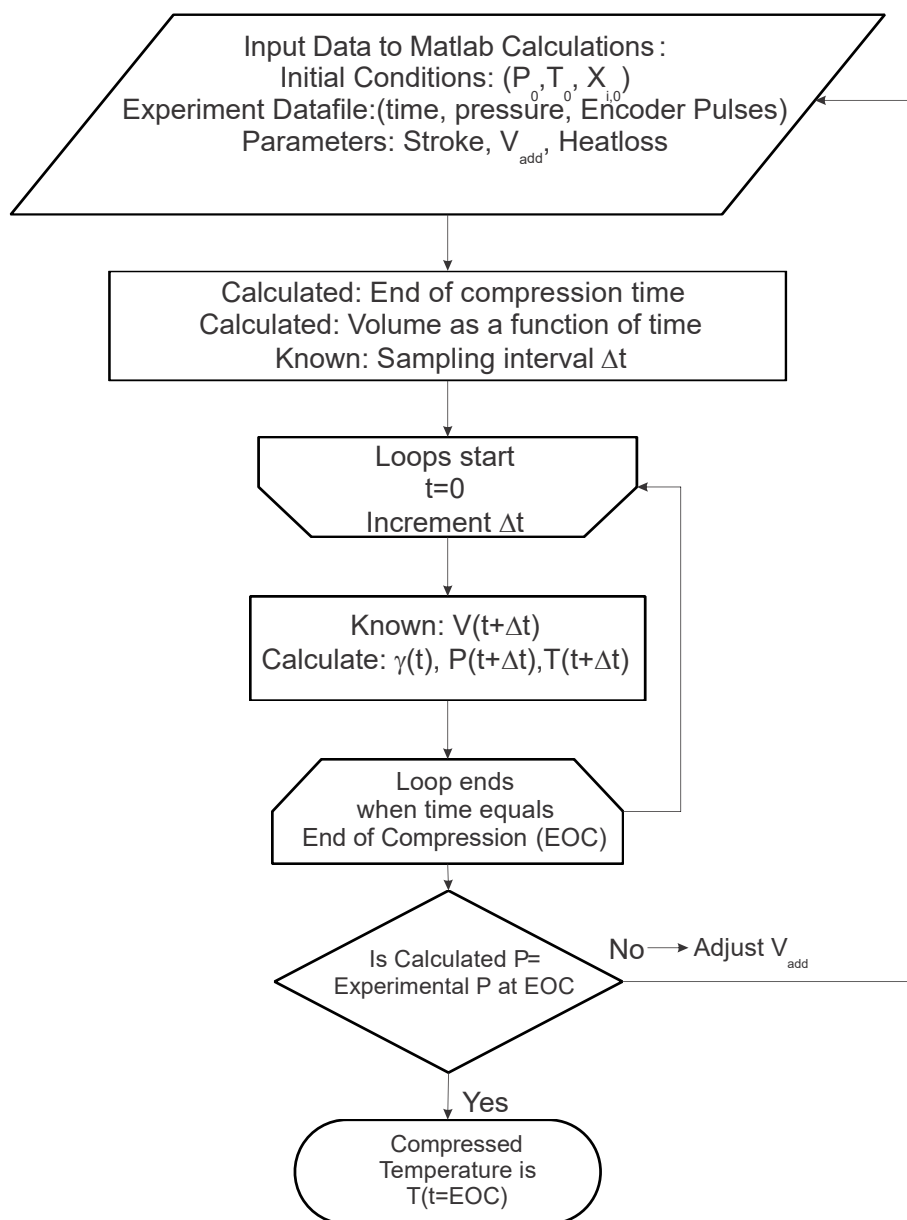 Input Data to Matlab Calculations :
Initial Conditions: (P₀,T₀, Xᵢ,₀)
Experiment Datafile:(time, pressure, Encoder Pulses)
Parameters: Stroke, V_add, Heatloss
Calculated: End of compression time
Calculated: Volume as a function of time
Known: Sampling interval Δt
Loops start
t=0
Increment Δt
Known: V(t+Δt)
Calculate: γ(t), P(t+Δt),T(t+Δt)
Loop ends
when time equals
End of Compression (EOC)
Is Calculated P=
Experimental P at EOC
No
Adjust V_add
Yes
Compressed
Temperature is
T(t=EOC)